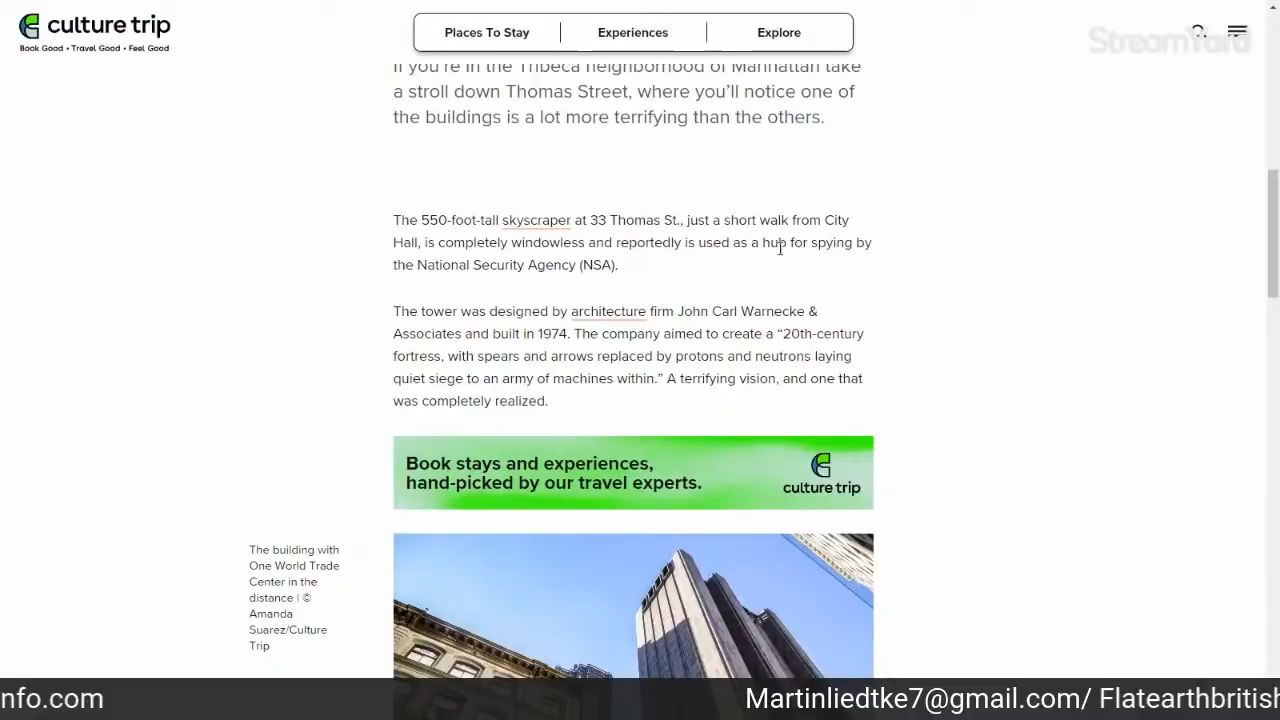 culture trip
Book Good • Travel Good • Feel Good
Places To Stay
Experiences
Explore
StreamYard
If you're in the Tribeca neighborhood of Manhattan take
a stroll down Thomas Street, where you'll notice one of
the buildings is a lot more terrifying than the others.
The 550-foot-tall skyscraper at 33 Thomas St., just a short walk from City
Hall, is completely windowless and reportedly is used as a hub for spying by
the National Security Agency (NSA).
The tower was designed by architecture firm John Carl Warnecke &
Associates and built in 1974. The company aimed to create a “20th-century
fortress, with spears and arrows replaced by protons and neutrons laying
quiet siege to an army of machines within.” A terrifying vision, and one that
was completely realized.
Book stays and experiences,
hand-picked by our travel experts.
culture trip
The building with
One World Trade
Center in the
distance | ©
Amanda
Suarez/Culture
Trip
nfo.com
Martinliedtke7@gmail.com/ Flatearthbritish